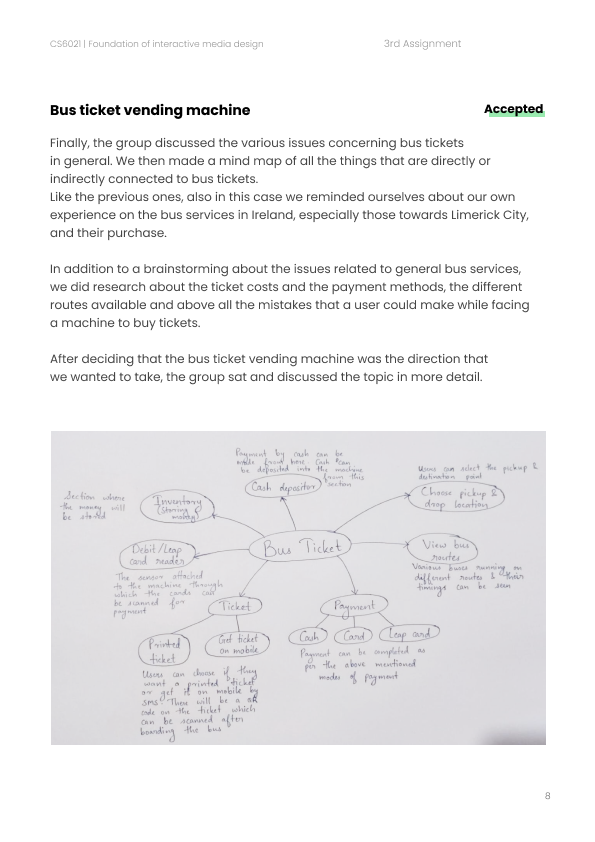 CS6021 | Foundation of interactive media design
3rd Assignment
Bus ticket vending machine
Accepted
Finally, the group discussed the various issues concerning bus tickets
in general. We then made a mind map of all the things that are directly or
indirectly connected to bus tickets.
Like the previous ones, also in this case we reminded ourselves about our own
experience on the bus services in Ireland, especially those towards Limerick City,
and their purchase.
In addition to a brainstorming about the issues related to general bus services,
we did research about the ticket costs and the payment methods, the different
routes available and above all the mistakes that a user could make while facing
a machine to buy tickets.
After deciding that the bus ticket vending machine was the direction that
we wanted to take, the group sat and discussed the topic in more detail.
Payment by cash can be
made from here. Cash can
be deposited into the machine
from this
section
Cash depositor
Users can select the pickup &
destination point
Choose pickup &
drop location
Section where
the money will
be stored
Inventory
(storing
money)
Bus Ticket
View bus
routes
Various buses running on
different routes & their
timings can be seen
Debit/Leap
card reader
The sensor attached
to the machine through
which the cards can
be scanned for
payment
Ticket
Payment
Printed
ticket
Get ticket
on mobile
Cash
Card
Leap card
Payment can be completed as
per the above mentioned
modes of payment
Users can choose if they
want a printed ticket
or get it on mobile by
sms. There will be a QR
code on the ticket which
can be scanned after
boarding the bus
8